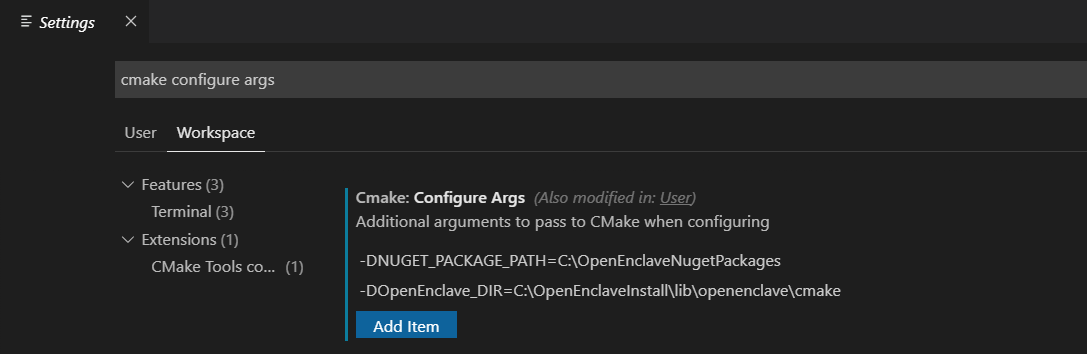 Settings
cmake configure args
User Workspace
Features (3)
Terminal (3)
Extensions (1)
CMake Tools co... (1)
Cmake: Configure Args (Also modified in: User)
Additional arguments to pass to CMake when configuring
-DNUGET_PACKAGE_PATH=C:\OpenEnclaveNugetPackages
-DOpenEnclave_DIR=C:\OpenEnclaveInstall\lib\openenclave\cmake
Add Item